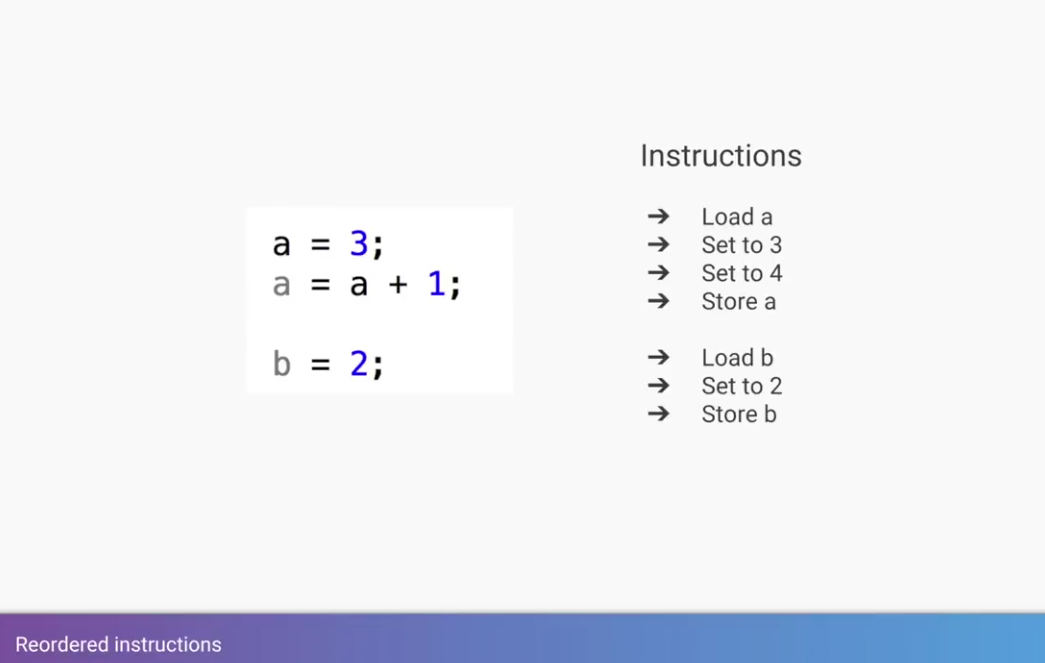 a = 3;
a = a + 1;
b = 2;
Instructions
➔ Load a
➔ Set to 3
➔ Set to 4
➔ Store a
➔ Load b
➔ Set to 2
➔ Store b
Reordered instructions